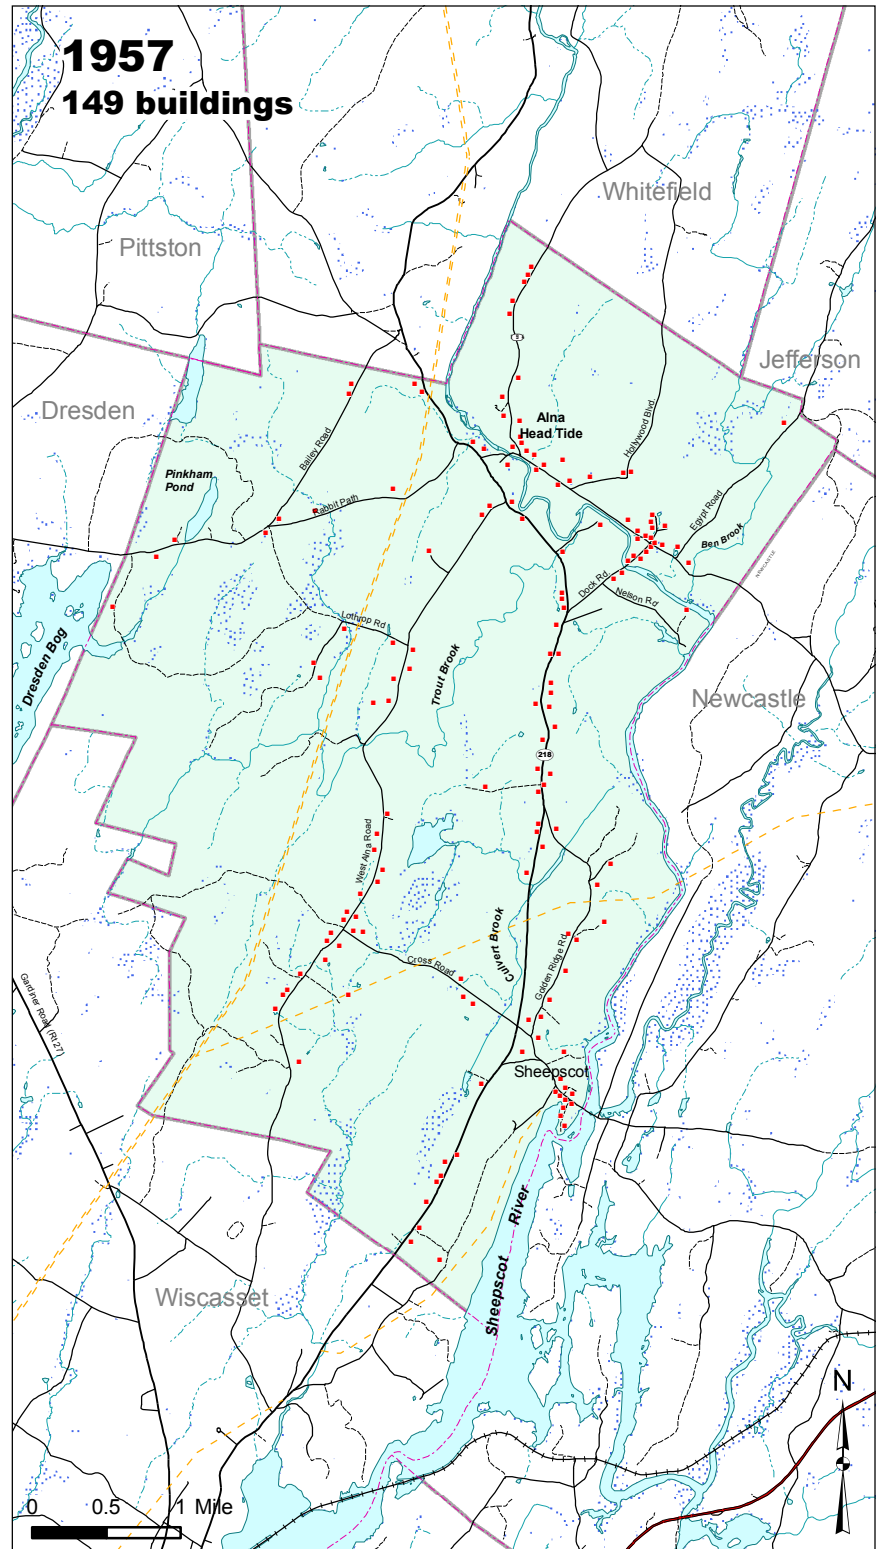 1957
149 buildings
Whitefield
Pittston
Jefferson
Dresden
Alna
Head Tide
Bailey Road
Hollywood Blvd.
Pinkham
Pond
Rabbit Path
Egypt Road
Ben Brook
NEWCASTLE
Dock Rd
Nelson Rd
Lothrop Rd
Dresden Bog
Trout Brook
Newcastle
218
West Alna Road
Culvert Brook
Golden Ridge Rd
Cross Road
Gardiner Road (Rt 27)
Sheepscot
Sheepscot River
Wiscasset
N
0 0.5 1 Mile